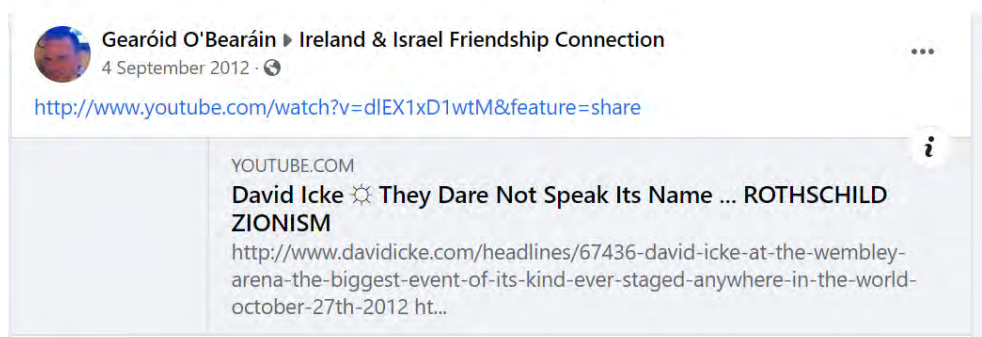 Gearóid O'Bearáin ▸ Ireland & Israel Friendship Connection
4 September 2012 ·
http://www.youtube.com/watch?v=dlEX1xD1wtM&feature=share
YOUTUBE.COM
David Icke ☼ They Dare Not Speak Its Name ... ROTHSCHILD
ZIONISM
http://www.davidicke.com/headlines/67436-david-icke-at-the-wembley-
arena-the-biggest-event-of-its-kind-ever-staged-anywhere-in-the-world-
october-27th-2012 ht...